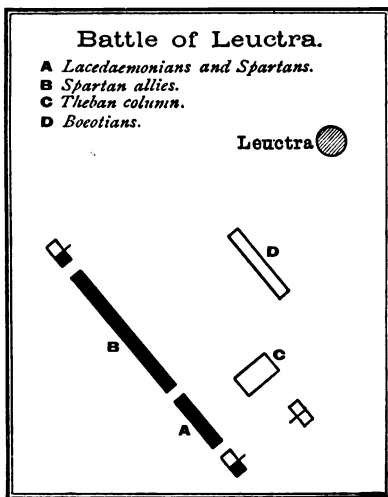 Battle of Leuctra.
A Lacedaemonians and Spartans.
B Spartan allies.
C Theban column.
D Boeotians.
Leuctra
D
B
C
A